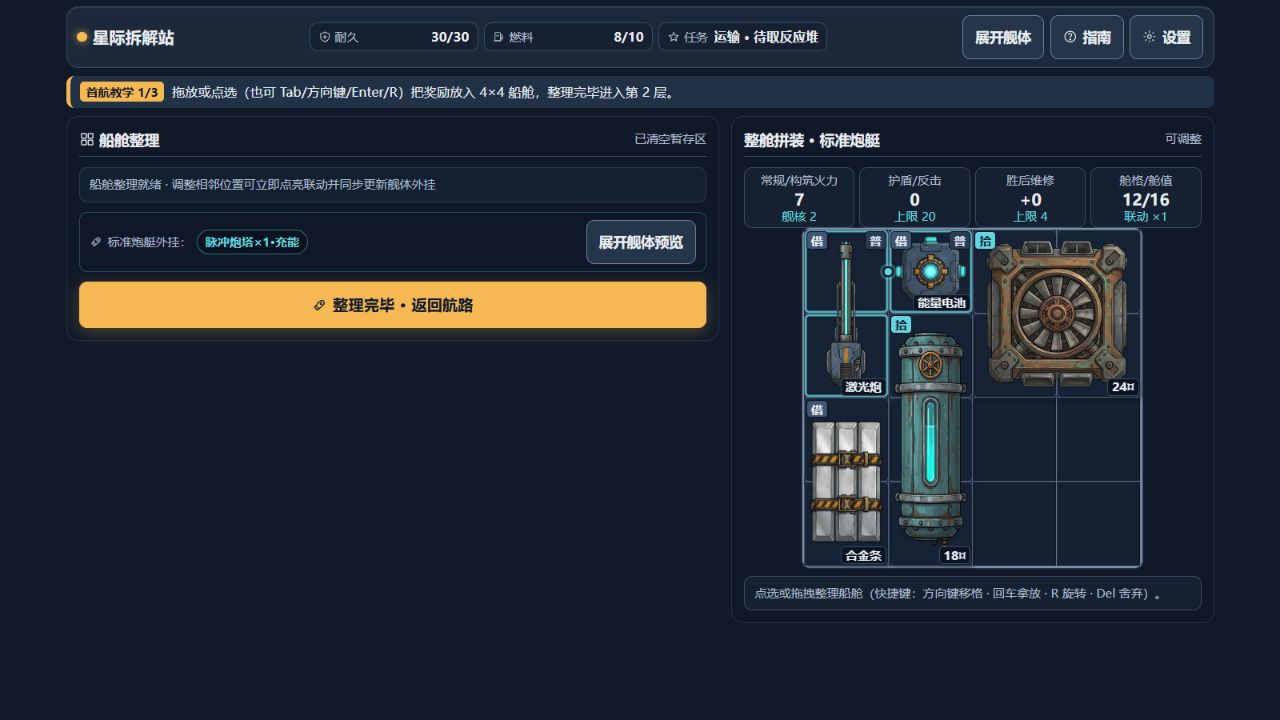 星际拆解站
耐久 30/30
燃料 8/10
任务 运输 • 待取反应堆
展开舰体
指南
设置
首航教学 1/3 拖放或点选（也可 Tab/方向键/Enter/R）把奖励放入 4×4 船舱，整理完毕进入第 2 层。
船舱整理 已清空暂存区
船舱整理就绪 · 调整相邻位置可立即点亮联动并同步更新舰体外挂
标准炮艇外挂： 脉冲炮塔×1·充能 展开舰体预览
整理完毕 • 返回航路
整舱拼装 • 标准炮艇 可调整
常规/构筑火力
7
舰核 2
护盾/反击
0
上限 20
胜后维修
+0
上限 4
舱格/舱值
12/16
联动 ×1
借 普 借 普 拾
能量电池
拾
激光炮 24¤
借
合金条 18¤
点选或拖拽整理船舱（快捷键：方向键移格 · 回车拿放 · R 旋转 · Del 舍弃）。